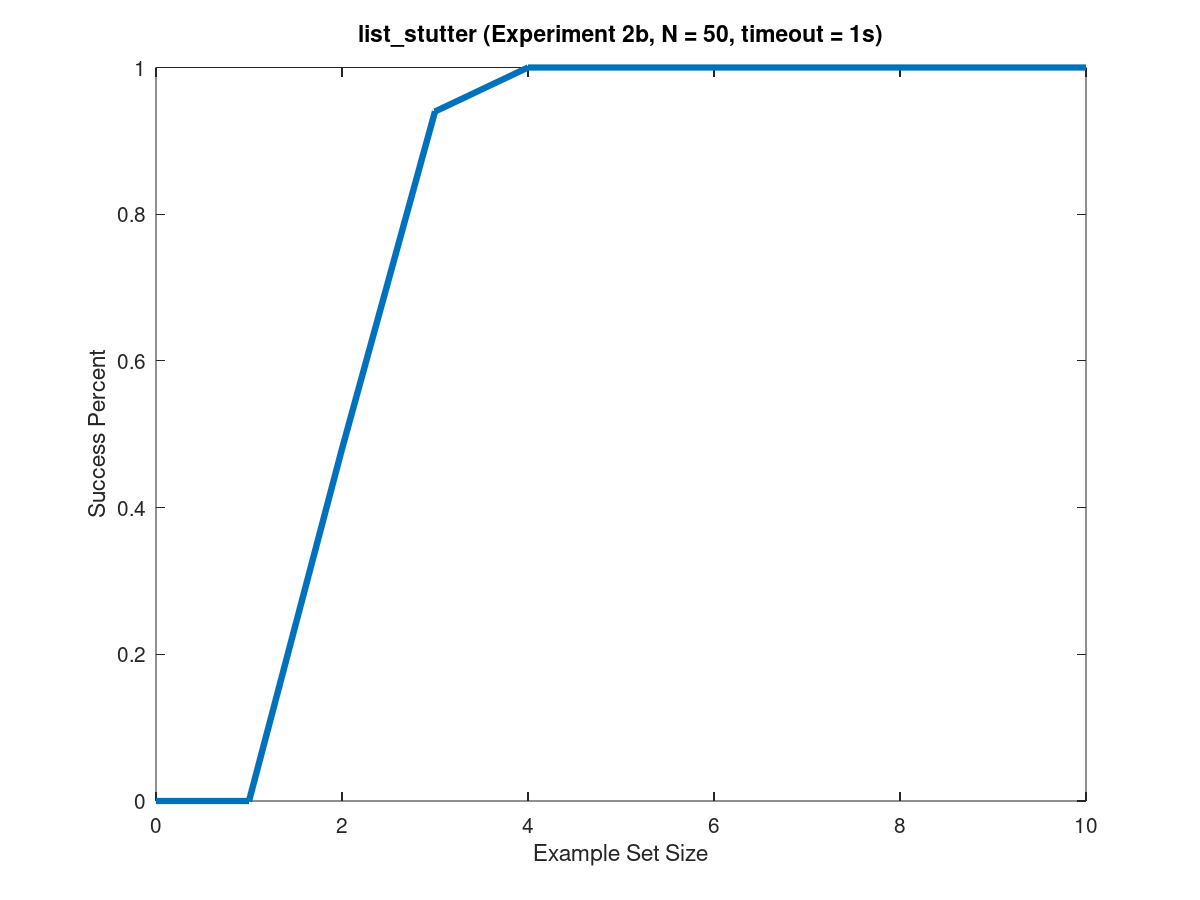 list_stutter (Experiment 2b, N = 50, timeout = 1s)
1
0.8
0.6
0.4
0.2
0
Success Percent
0 2 4 6 8 10
Example Set Size